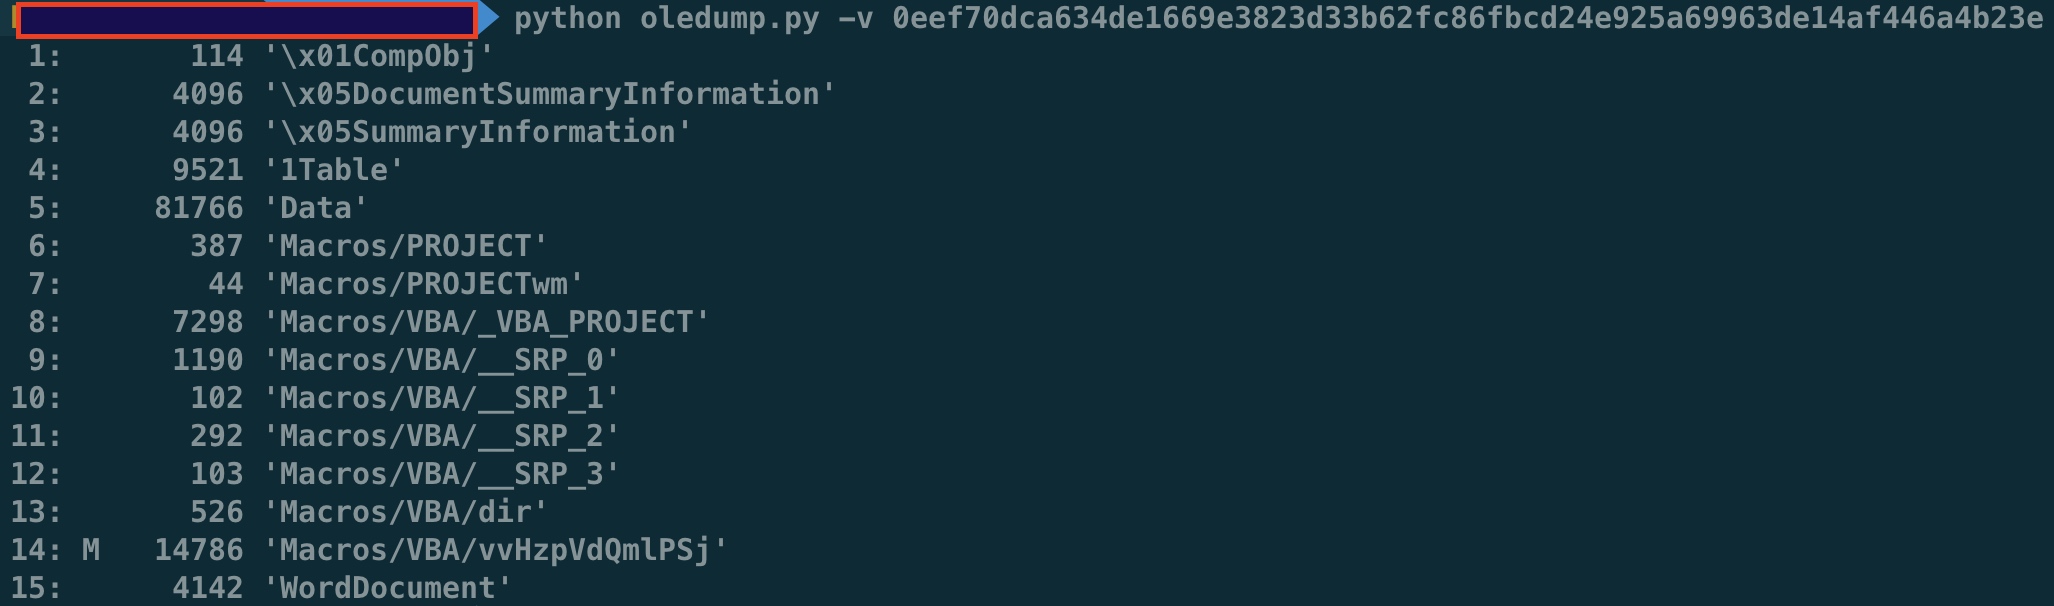 python oledump.py -v 0eef70dca634de1669e3823d33b62fc86fbcd24e925a69963de14af446a4b23e
1: 114 '\x01CompObj'
2: 4096 '\x05DocumentSummaryInformation'
3: 4096 '\x05SummaryInformation'
4: 9521 '1Table'
5: 81766 'Data'
6: 387 'Macros/PROJECT'
7: 44 'Macros/PROJECTwm'
8: 7298 'Macros/VBA/_VBA_PROJECT'
9: 1190 'Macros/VBA/__SRP_0'
10: 102 'Macros/VBA/__SRP_1'
11: 292 'Macros/VBA/__SRP_2'
12: 103 'Macros/VBA/__SRP_3'
13: 526 'Macros/VBA/dir'
14: M 14786 'Macros/VBA/vvHzpVdQmlPSj'
15: 4142 'WordDocument'